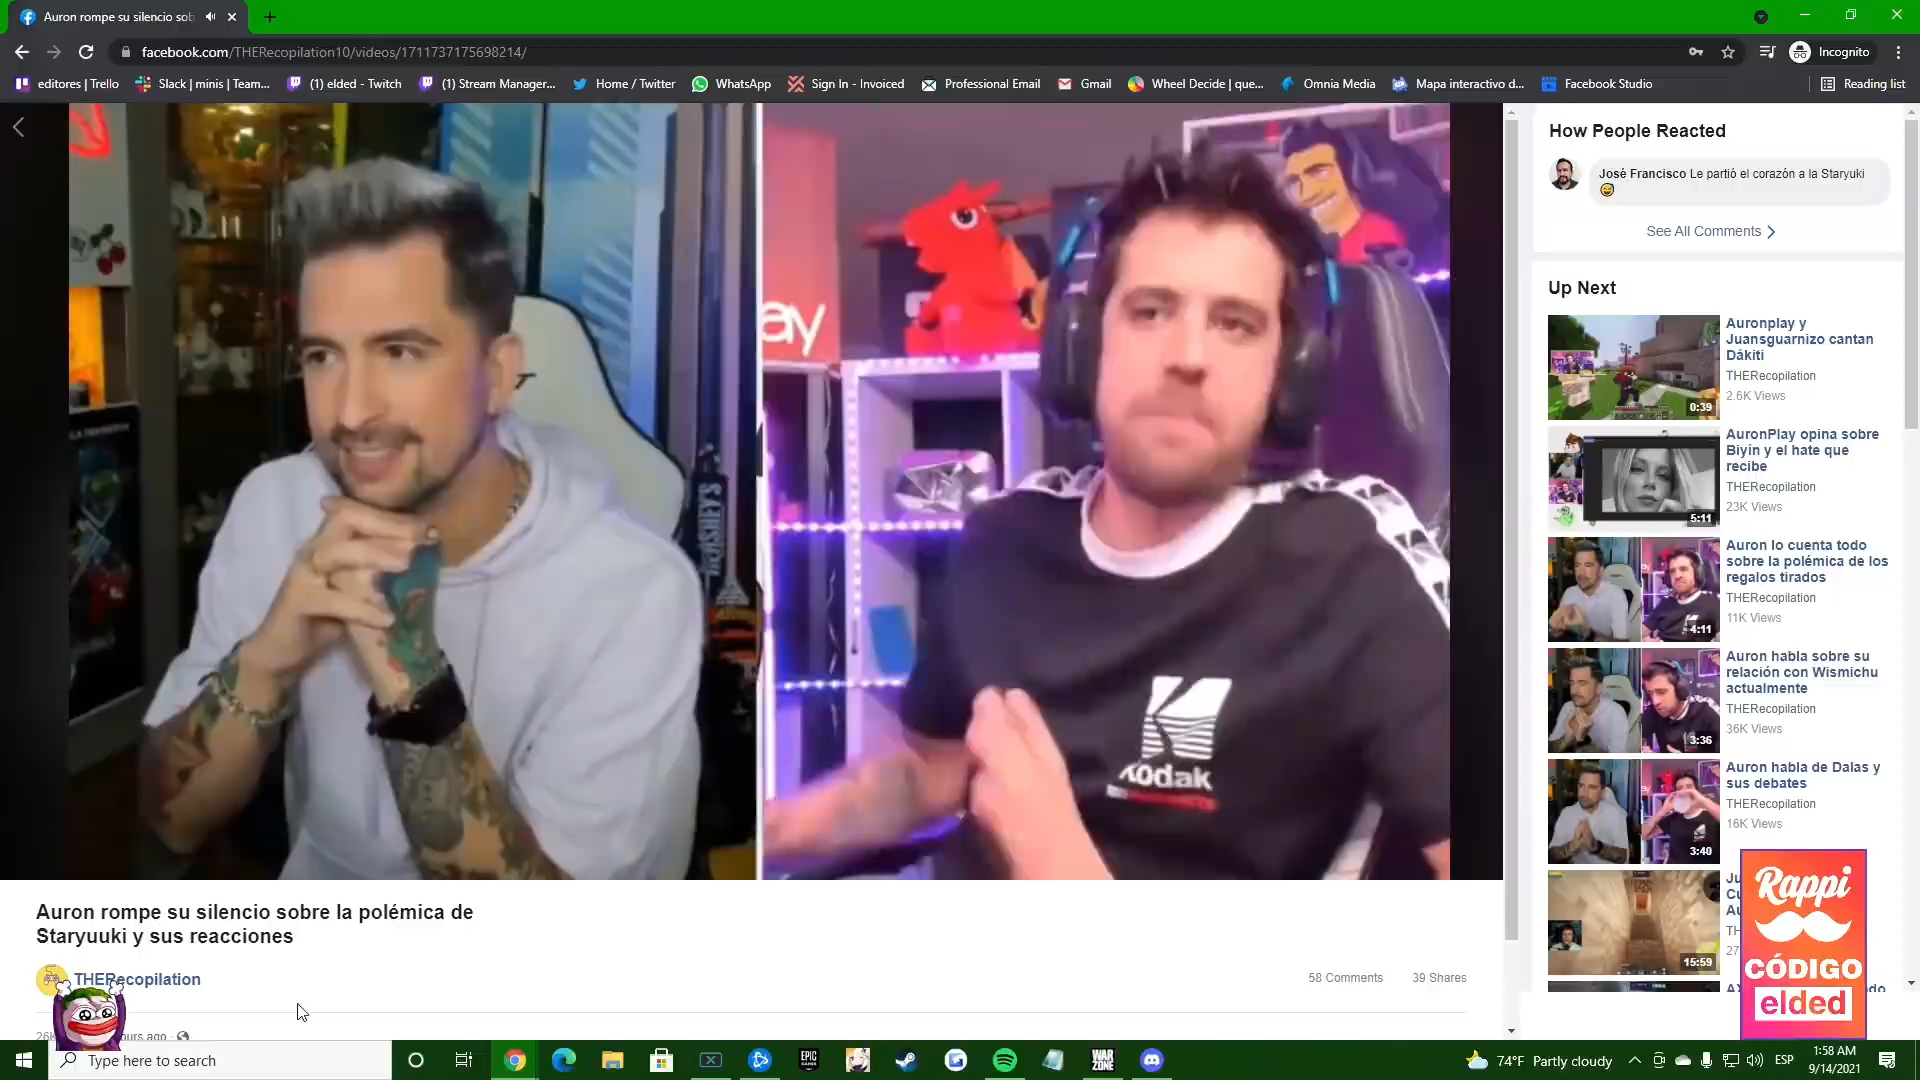 Auron rompe su silencio sob
facebook.com/THERecopilation10/videos/1711737175698214/
Incognito
editores | Trello
Slack | minis | Team...
(1) elded - Twitch
(1) Stream Manager...
Home / Twitter
WhatsApp
Sign In - Invoiced
Professional Email
Gmail
Wheel Decide | que...
Omnia Media
Mapa interactivo d...
Facebook Studio
Reading list
ay
Kodak
How People Reacted
José Francisco Le partió el corazón a la Staryuki
😅
See All Comments
Up Next
Auronplay y
Juansguarnizo cantan
Dákiti
THERecopilation
2.6K Views
0:39
AuronPlay opina sobre
Biyin y el hate que
recibe
THERecopilation
23K Views
5:11
Auron lo cuenta todo
sobre la polémica de los
regalos tirados
THERecopilation
11K Views
4:11
Auron habla sobre su
relación con Wismichu
actualmente
THERecopilation
36K Views
3:36
Auron habla de Dalas y
sus debates
THERecopilation
16K Views
3:40
15:59
Rappi
CÓDIGO
elded
Auron rompe su silencio sobre la polémica de
Staryuuki y sus reacciones
THERecopilation
58 Comments
39 Shares
ours ago
Type here to search
EPIC
GAMES
WAR
ZONE
74°F Partly cloudy
ESP
1:58 AM
9/14/2021